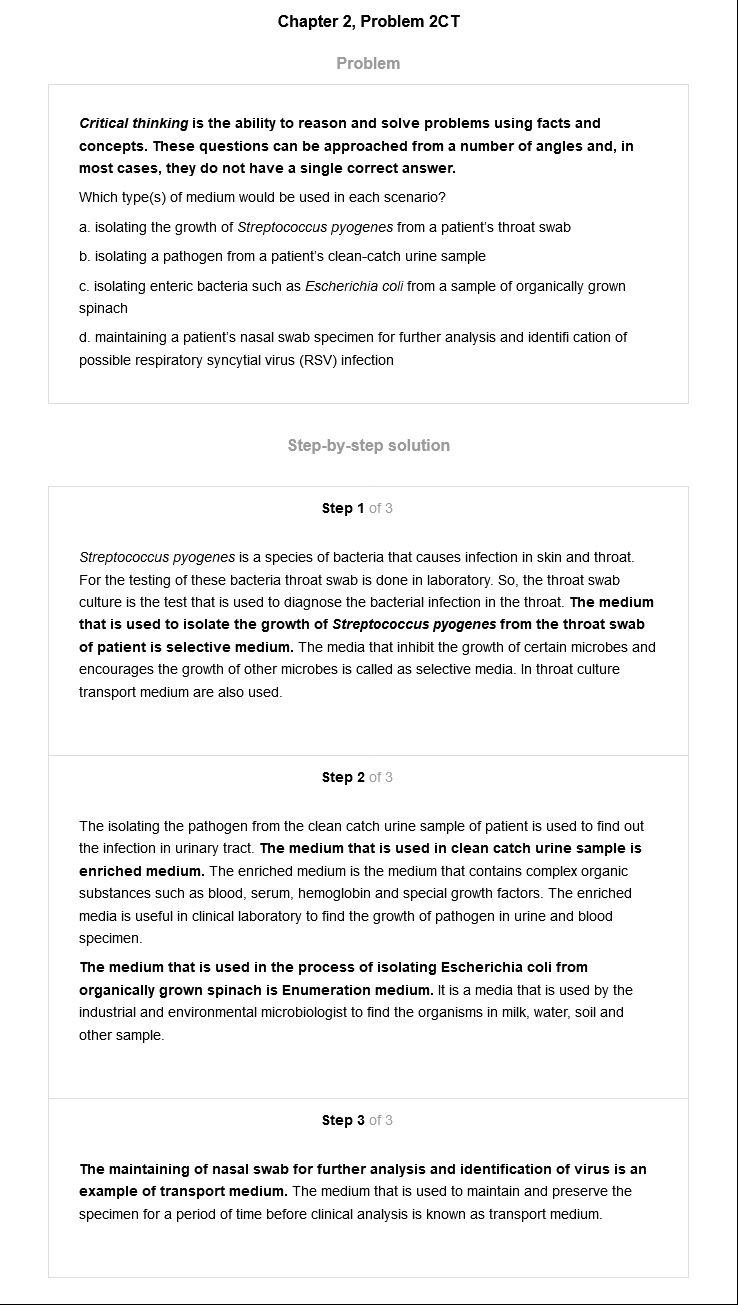 Chapter 2, Problem 2CT
Problem
Critical thinking is the ability to reason and solve problems using facts and
concepts. These questions can be approached from a number of angles and, in
most cases, they do not have a single correct answer.
Which type(s) of medium would be used in each scenario?
a. isolating the growth of Streptococcus pyogenes from a patient’s throat swab
b. isolating a pathogen from a patient’s clean-catch urine sample
c. isolating enteric bacteria such as Escherichia coli from a sample of organically grown
spinach
d. maintaining a patient’s nasal swab specimen for further analysis and identifi cation of
possible respiratory syncytial virus (RSV) infection
Step-by-step solution
Step 1 of 3
Streptococcus pyogenes is a species of bacteria that causes infection in skin and throat.
For the testing of these bacteria throat swab is done in laboratory. So, the throat swab
culture is the test that is used to diagnose the bacterial infection in the throat. The medium
that is used to isolate the growth of Streptococcus pyogenes from the throat swab
of patient is selective medium. The media that inhibit the growth of certain microbes and
encourages the growth of other microbes is called as selective media. In throat culture
transport medium are also used.
Step 2 of 3
The isolating the pathogen from the clean catch urine sample of patient is used to find out
the infection in urinary tract. The medium that is used in clean catch urine sample is
enriched medium. The enriched medium is the medium that contains complex organic
substances such as blood, serum, hemoglobin and special growth factors. The enriched
media is useful in clinical laboratory to find the growth of pathogen in urine and blood
specimen.
The medium that is used in the process of isolating Escherichia coli from
organically grown spinach is Enumeration medium. It is a media that is used by the
industrial and environmental microbiologist to find the organisms in milk, water, soil and
other sample.
Step 3 of 3
The maintaining of nasal swab for further analysis and identification of virus is an
example of transport medium. The medium that is used to maintain and preserve the
specimen for a period of time before clinical analysis is known as transport medium.